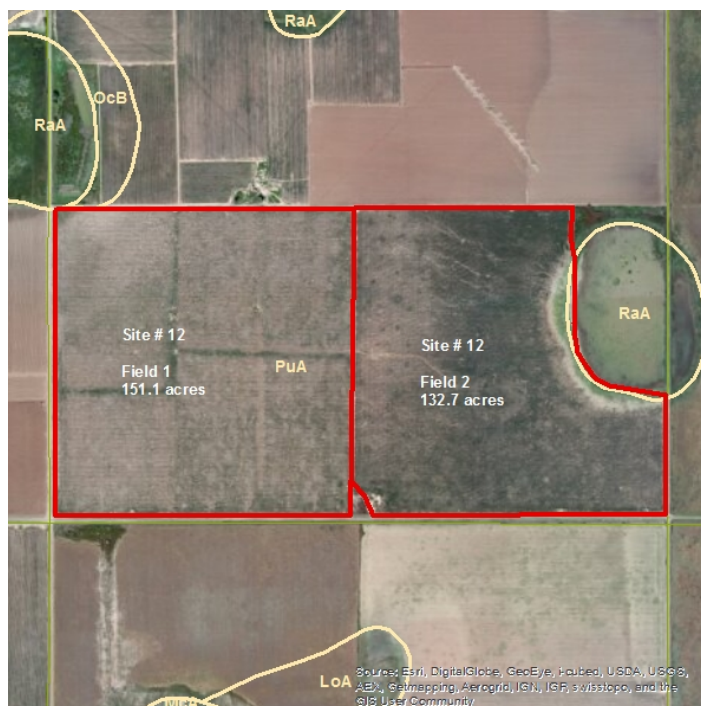 RaA
OcB
RaA
Site # 12
Field 1
151.1 acres
PuA
Site # 12
Field 2
132.7 acres
RaA
LoA
Source: Esri, DigitalGlobe, GeoEye, i-cubed, USDA, USGS,
AEX, Getmapping, Aerogrid, IGN, IGP, swisstopo, and the
GIS User Community